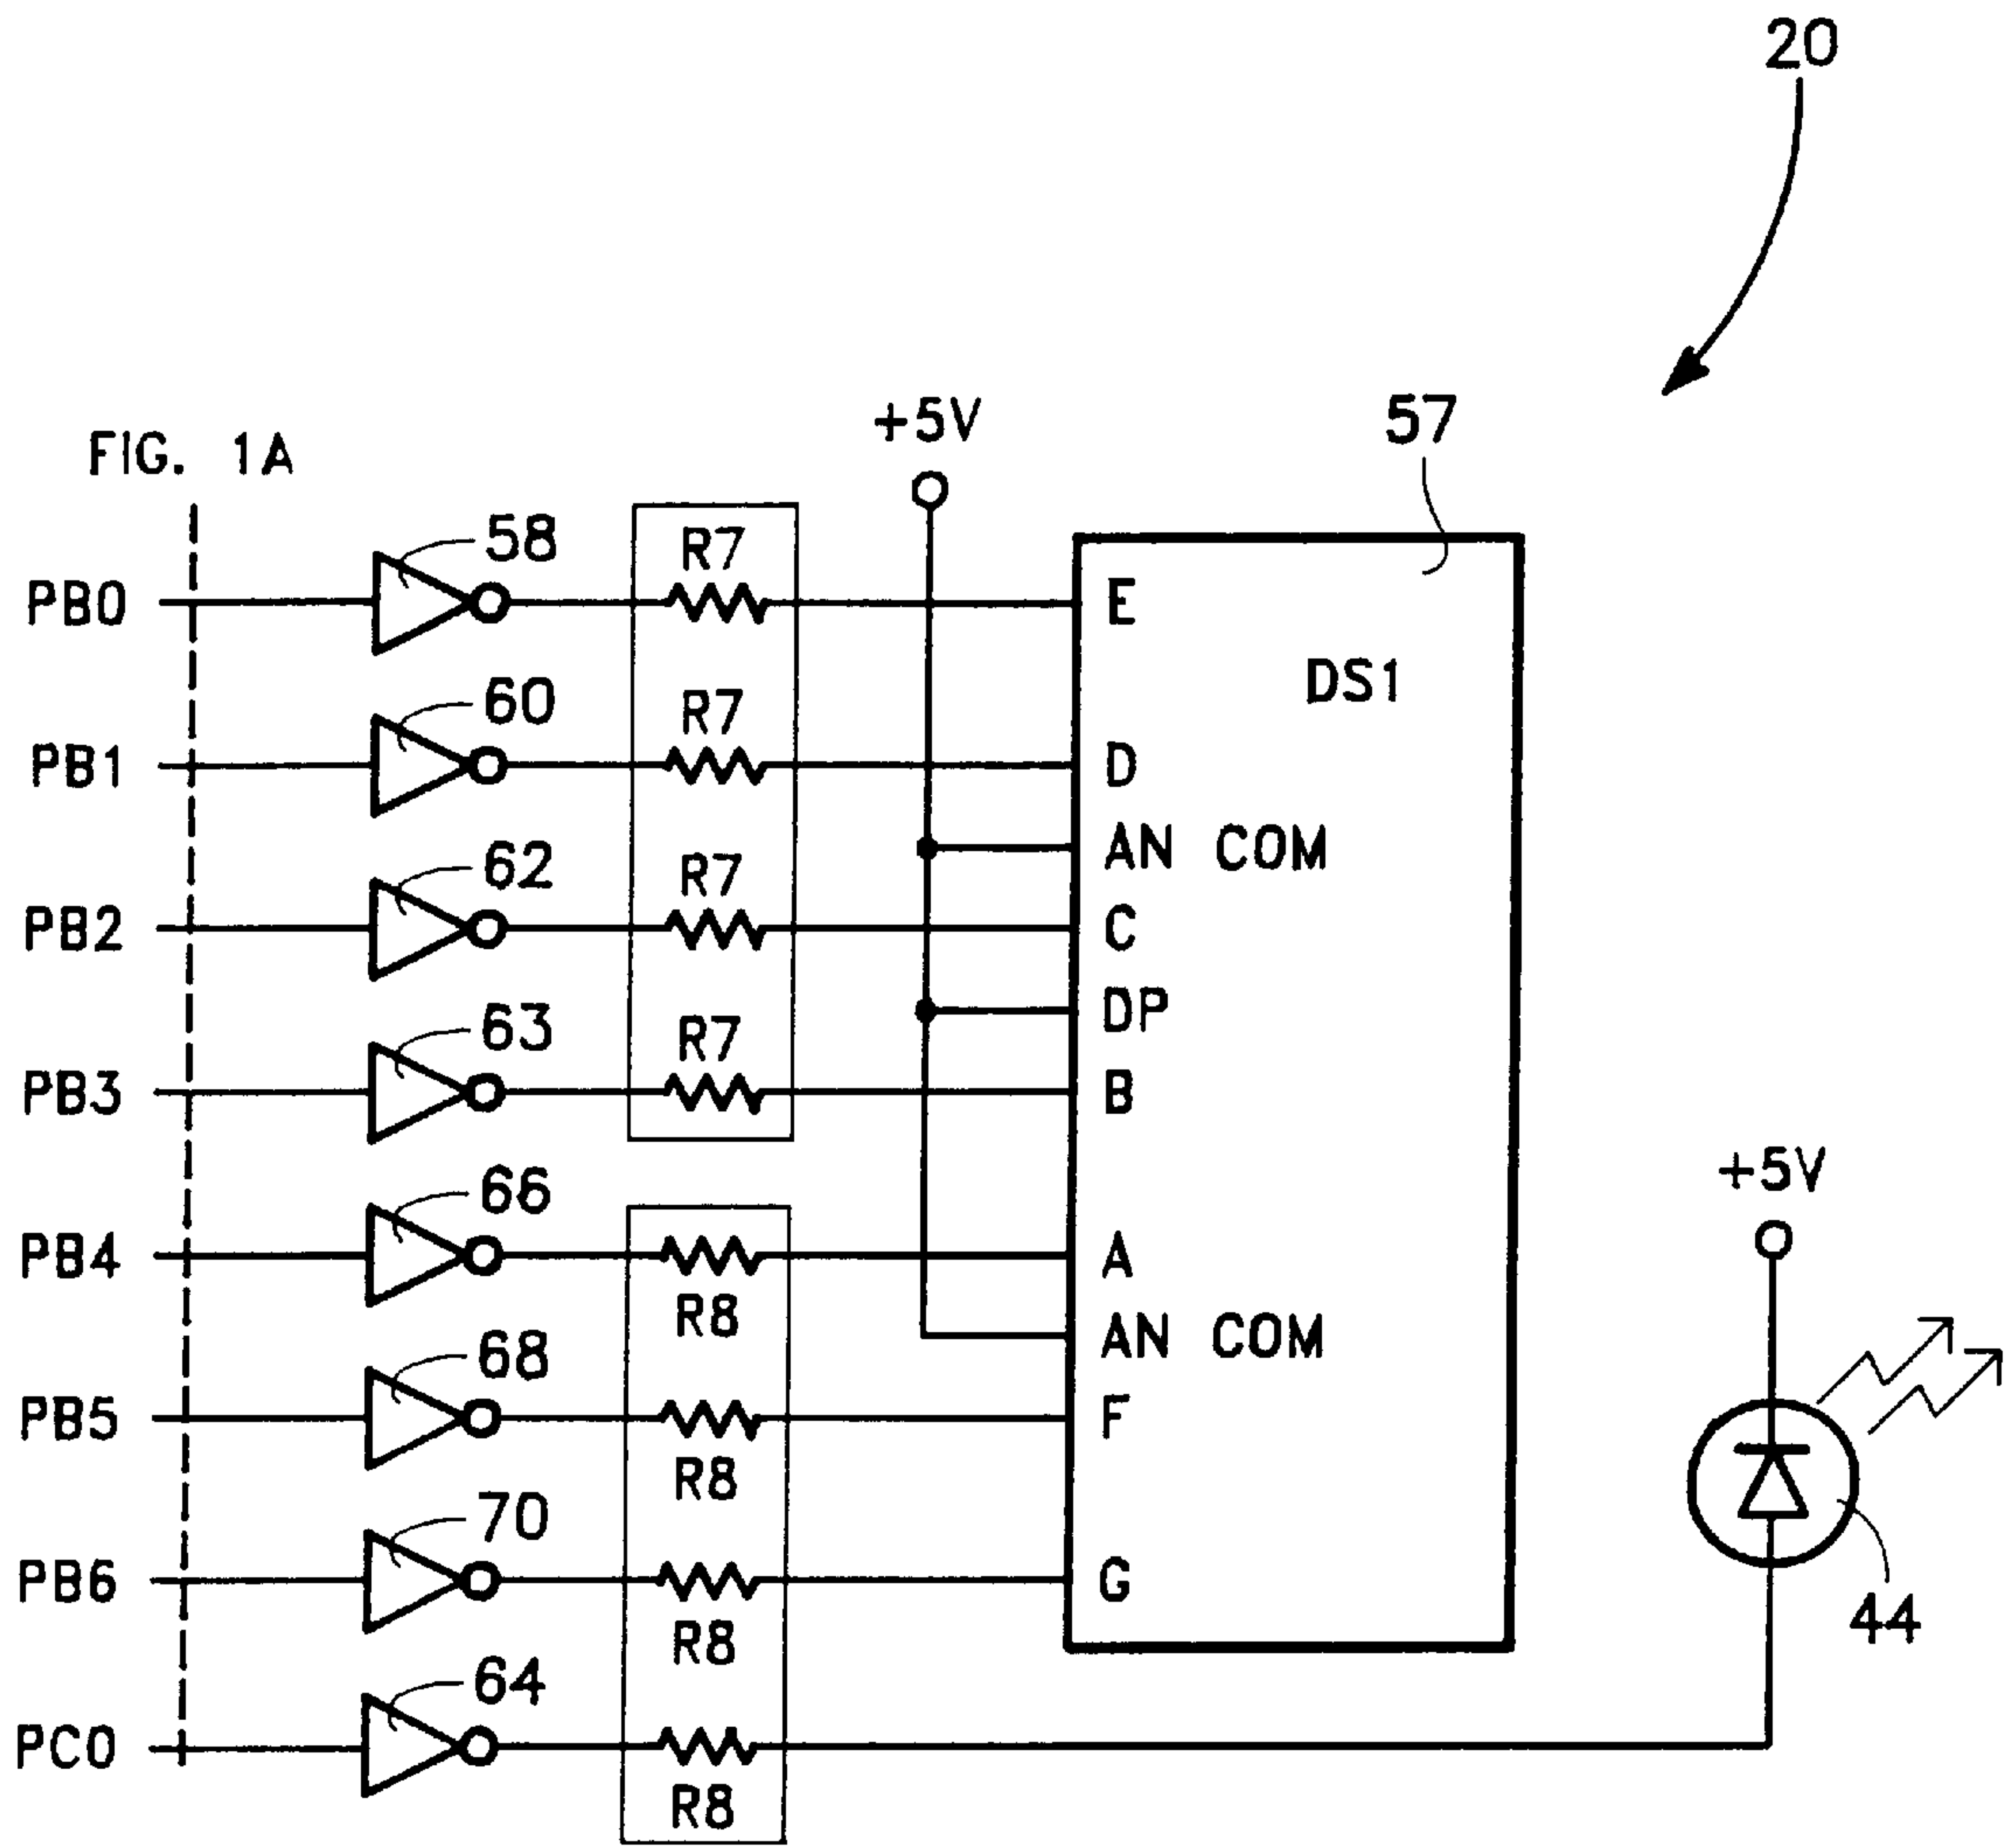 20
+5V
57
FIG. 1A
58
R7
PB0
E
DS1
60
R7
PB1
D
AN COM
62
R7
PB2
C
DP
63
R7
PB3
B
+5V
66
PB4
A
R8
AN COM
68
PB5
F
R8
70
PB6
G
R8
44
64
PC0
R8